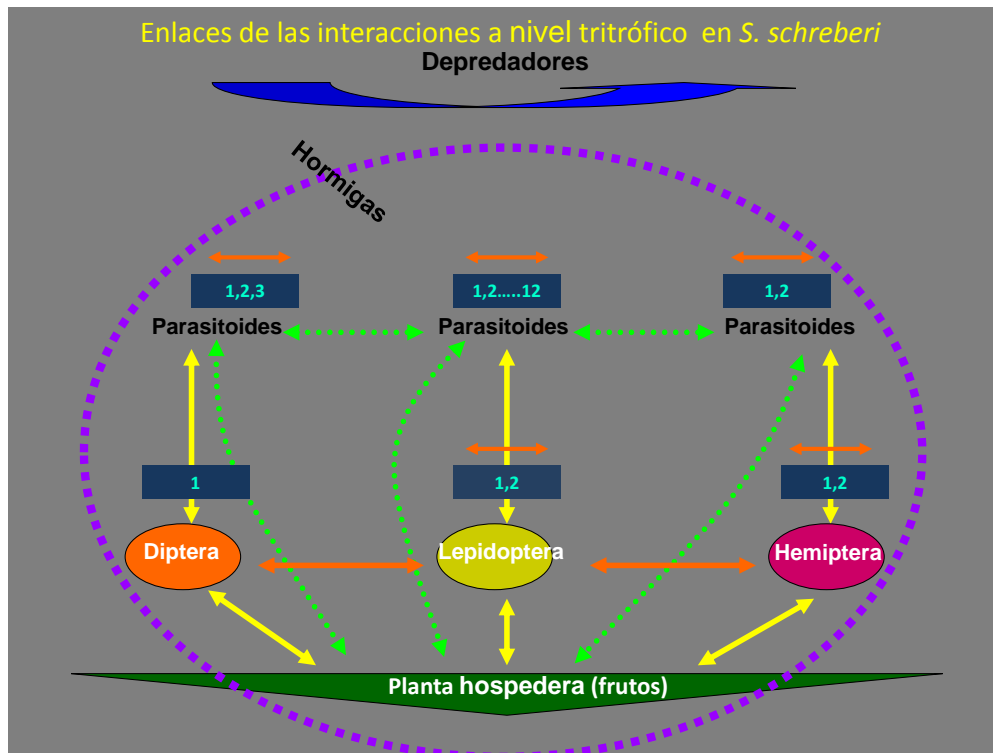 Enlaces de las interacciones a nivel tritrófico en S. schreberi
Depredadores
Hormigas
1,2,3
1,2.....12
1,2
Parasitoides
Parasitoides
Parasitoides
1
1,2
1,2
Diptera
Lepidoptera
Hemiptera
Planta hospedera (frutos)